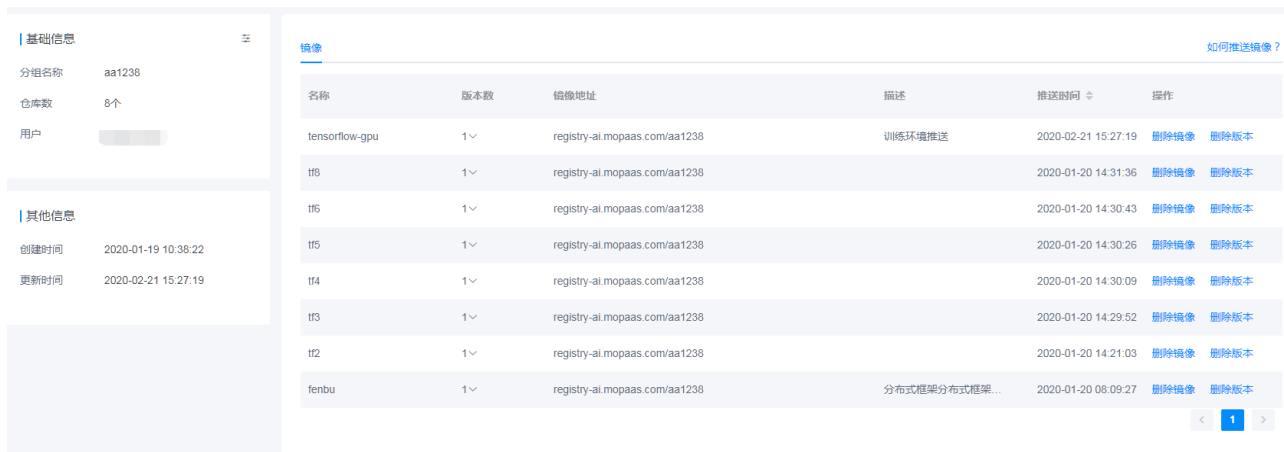 基础信息
分组名称 aa1238
仓库数 8个
用户
其他信息
创建时间 2020-01-19 10:38:22
更新时间 2020-02-21 15:27:19
镜像 如何推送镜像？
名称 版本数 镜像地址 描述 推送时间 操作
tensorflow-gpu 1 registry-ai.mopaas.com/aa1238 训练环境推送 2020-02-21 15:27:19 删除镜像 删除版本
tf8 1 registry-ai.mopaas.com/aa1238 2020-01-20 14:31:36 删除镜像 删除版本
tf6 1 registry-ai.mopaas.com/aa1238 2020-01-20 14:30:43 删除镜像 删除版本
tf5 1 registry-ai.mopaas.com/aa1238 2020-01-20 14:30:26 删除镜像 删除版本
tf4 1 registry-ai.mopaas.com/aa1238 2020-01-20 14:30:09 删除镜像 删除版本
tf3 1 registry-ai.mopaas.com/aa1238 2020-01-20 14:29:52 删除镜像 删除版本
tf2 1 registry-ai.mopaas.com/aa1238 2020-01-20 14:21:03 删除镜像 删除版本
fenbu 1 registry-ai.mopaas.com/aa1238 分布式框架分布式框架... 2020-01-20 08:09:27 删除镜像 删除版本
< 1 >